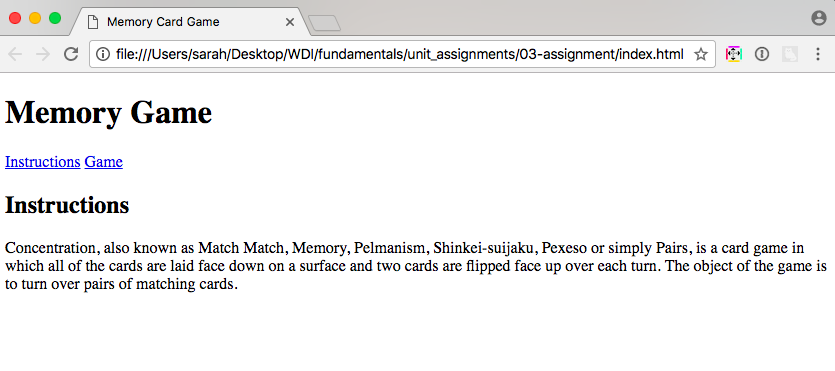 Memory Card Game
file:///Users/sarah/Desktop/WDI/fundamentals/unit_assignments/03-assignment/index.html
Memory Game
Instructions Game
Instructions
Concentration, also known as Match Match, Memory, Pelmanism, Shinkei-suijaku, Pexeso or simply Pairs, is a card game in
which all of the cards are laid face down on a surface and two cards are flipped face up over each turn. The object of the game is
to turn over pairs of matching cards.